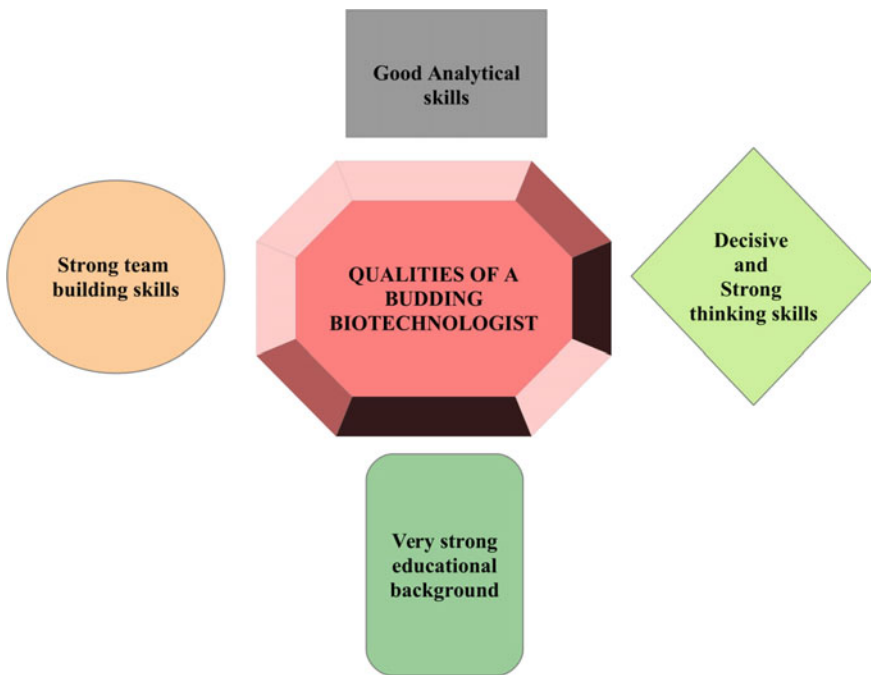 Good Analytical
skills
Strong team
building skills
QUALITIES OF A
BUDDING
BIOTECHNOLOGIST
Decisive
and
Strong
thinking skills
Very strong
educational
background